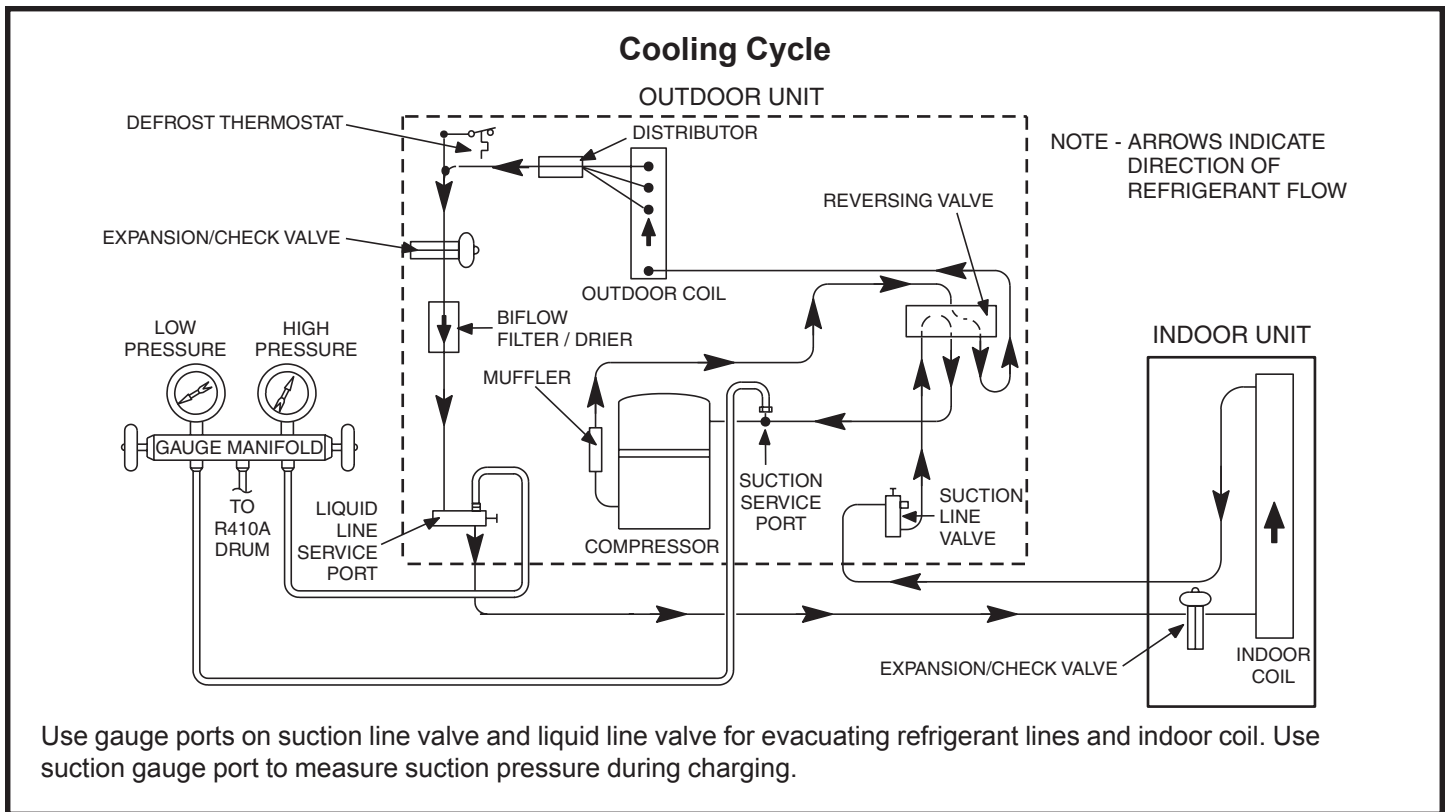 Cooling Cycle
OUTDOOR UNIT
DEFROST THERMOSTAT
DISTRIBUTOR
NOTE - ARROWS INDICATE
DIRECTION OF
REFRIGERANT FLOW
REVERSING VALVE
EXPANSION/CHECK VALVE
OUTDOOR COIL
BIFLOW
FILTER / DRIER
LOW
PRESSURE
HIGH
PRESSURE
INDOOR UNIT
MUFFLER
GAUGE MANIFOLD
TO
R410A
DRUM
LIQUID
LINE
SERVICE
PORT
COMPRESSOR
SUCTION
SERVICE
PORT
SUCTION
LINE
VALVE
EXPANSION/CHECK VALVE
INDOOR
COIL
Use gauge ports on suction line valve and liquid line valve for evacuating refrigerant lines and indoor coil. Use
suction gauge port to measure suction pressure during charging.